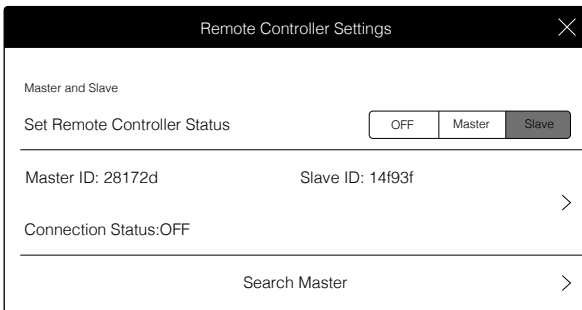 Remote Controller Settings
Master and Slave
Set Remote Controller Status OFF Master Slave
Master ID: 28172d Slave ID: 14f93f
Connection Status:OFF
Search Master